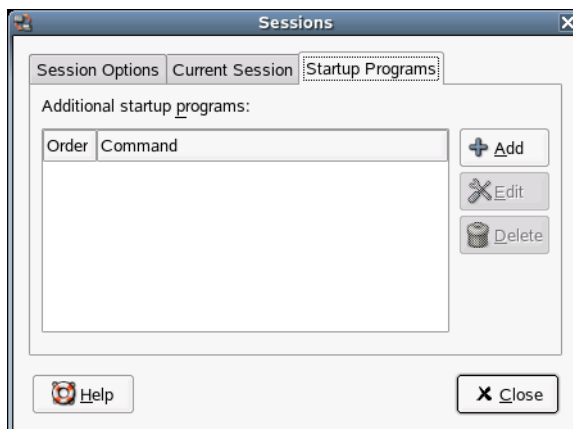 Sessions
Session Options Current Session Startup Programs
Additional startup programs:
Order Command
Add
Edit
Delete
Help Close